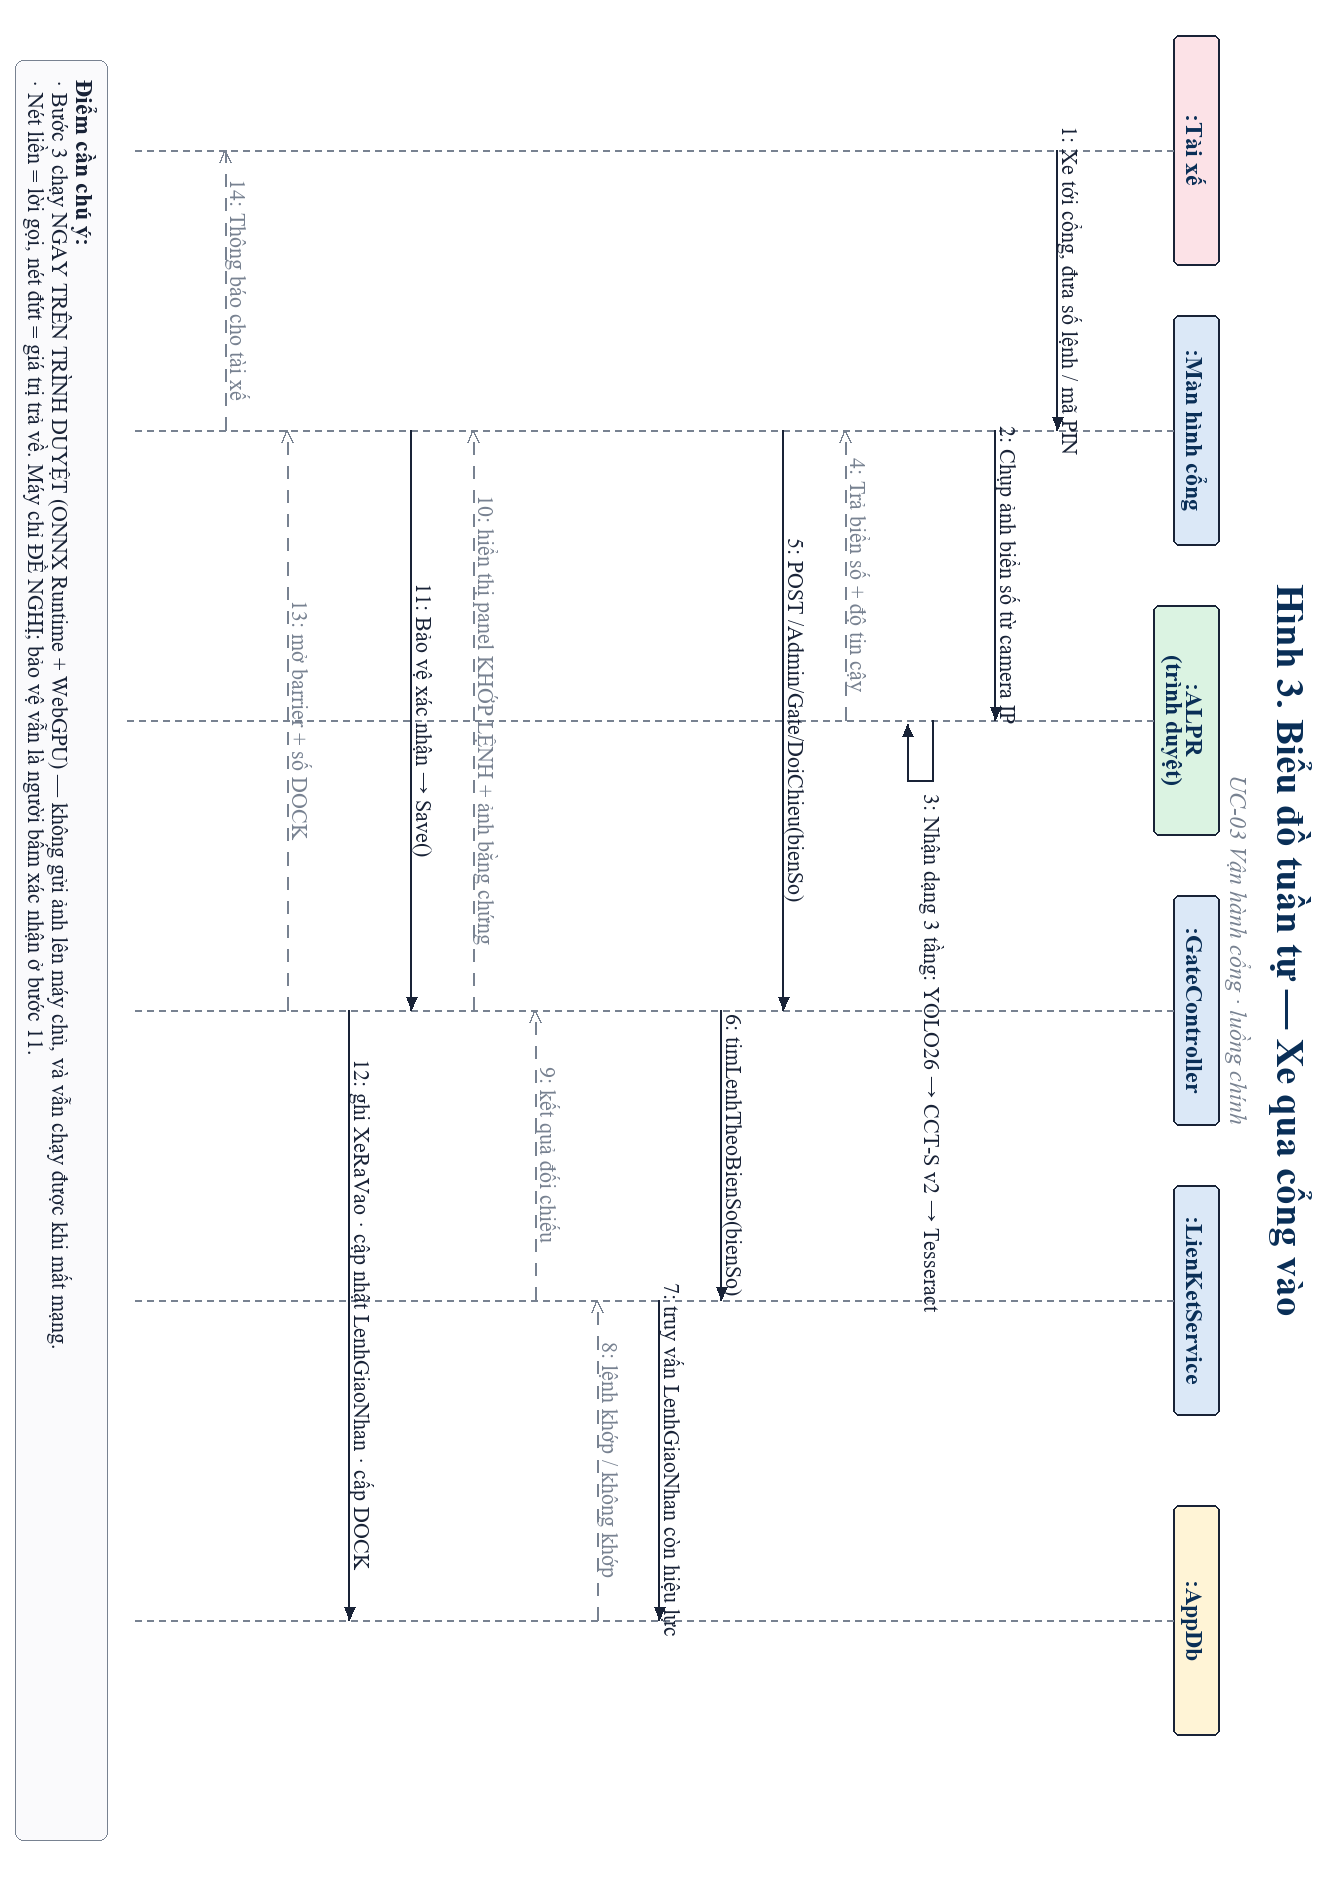 Hình 3. Biểu đồ tuần tự — Xe qua cổng vào
UC-03 Vận hành cổng · luồng chính
:Tài xế
:Màn hình cổng
:ALPR
(trình duyệt)
:GateController
:LienKetService
:AppDb
1: Xe tới cổng, đưa số lệnh / mã PIN
2: Chụp ảnh biển số từ camera IP
3: Nhận dạng 3 tầng: YOLO26 → CCT-S v2 → Tesseract
4: Trả biển số + độ tin cậy
5: POST /Admin/Gate/DoiChieu(bienSo)
6: timLenhTheoBienSo(bienSo)
7: truy vấn LenhGiaoNhan còn hiệu lực
8: lệnh khớp / không khớp
9: kết quả đối chiếu
10: hiển thị panel KHỚP LỆNH + ảnh bằng chứng
11: Bảo vệ xác nhận → Save()
12: ghi XeRaVao · cập nhật LenhGiaoNhan · cấp DOCK
13: mở barrier + số DOCK
14: Thông báo cho tài xế
Điểm cần chú ý:
· Bước 3 chạy NGAY TRÊN TRÌNH DUYỆT (ONNX Runtime + WebGPU) — không gửi ảnh lên máy chủ, và vẫn chạy được khi mất mạng.
· Nét liền = lời gọi, nét đứt = giá trị trả về. Máy chỉ ĐỀ NGHỊ; bảo vệ vẫn là người bấm xác nhận ở bước 11.